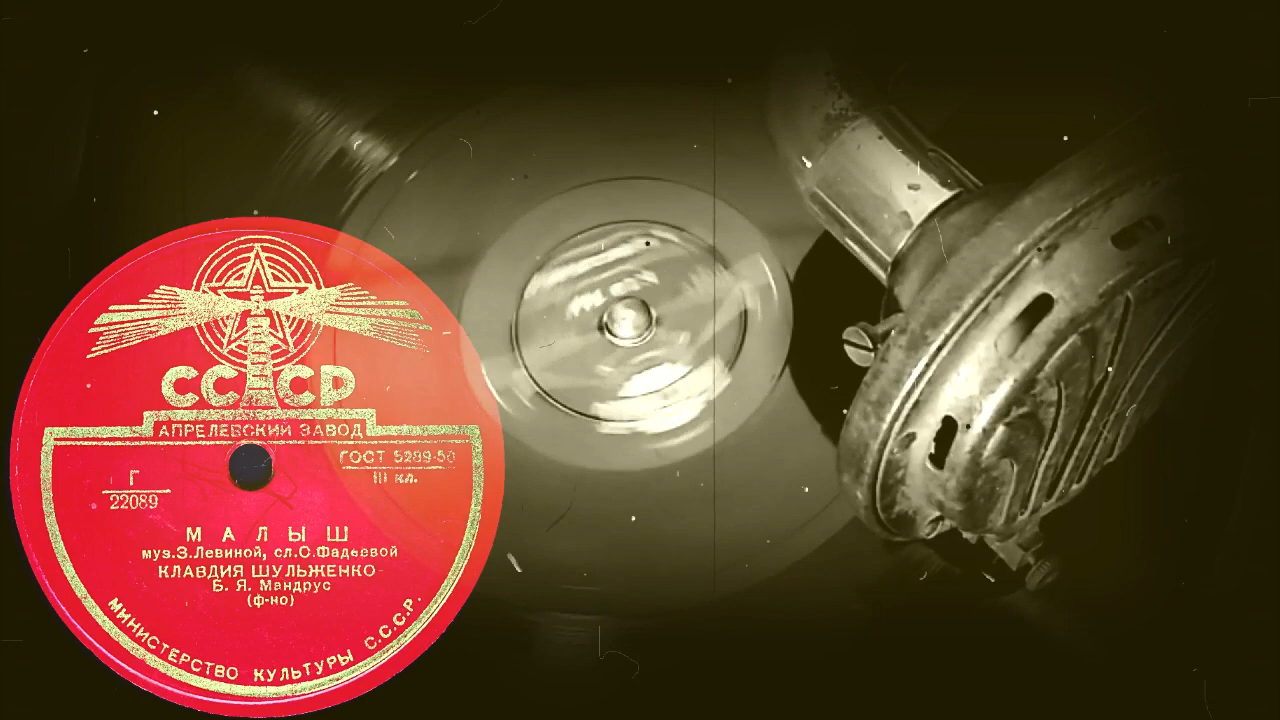 СССР
АПРЕЛЕВСКИЙ ЗАВОД
ГОСТ 5289-50
III кл.
Г
22089
МАЛЫШ
муз.З.Левиной, сл.С.Фадеевой
КЛАВДИЯ ШУЛЬЖЕНКО
Б. Я. Мандрус
(ф-но)
МИНИСТЕРСТВО КУЛЬТУРЫ С.С.С.Р.